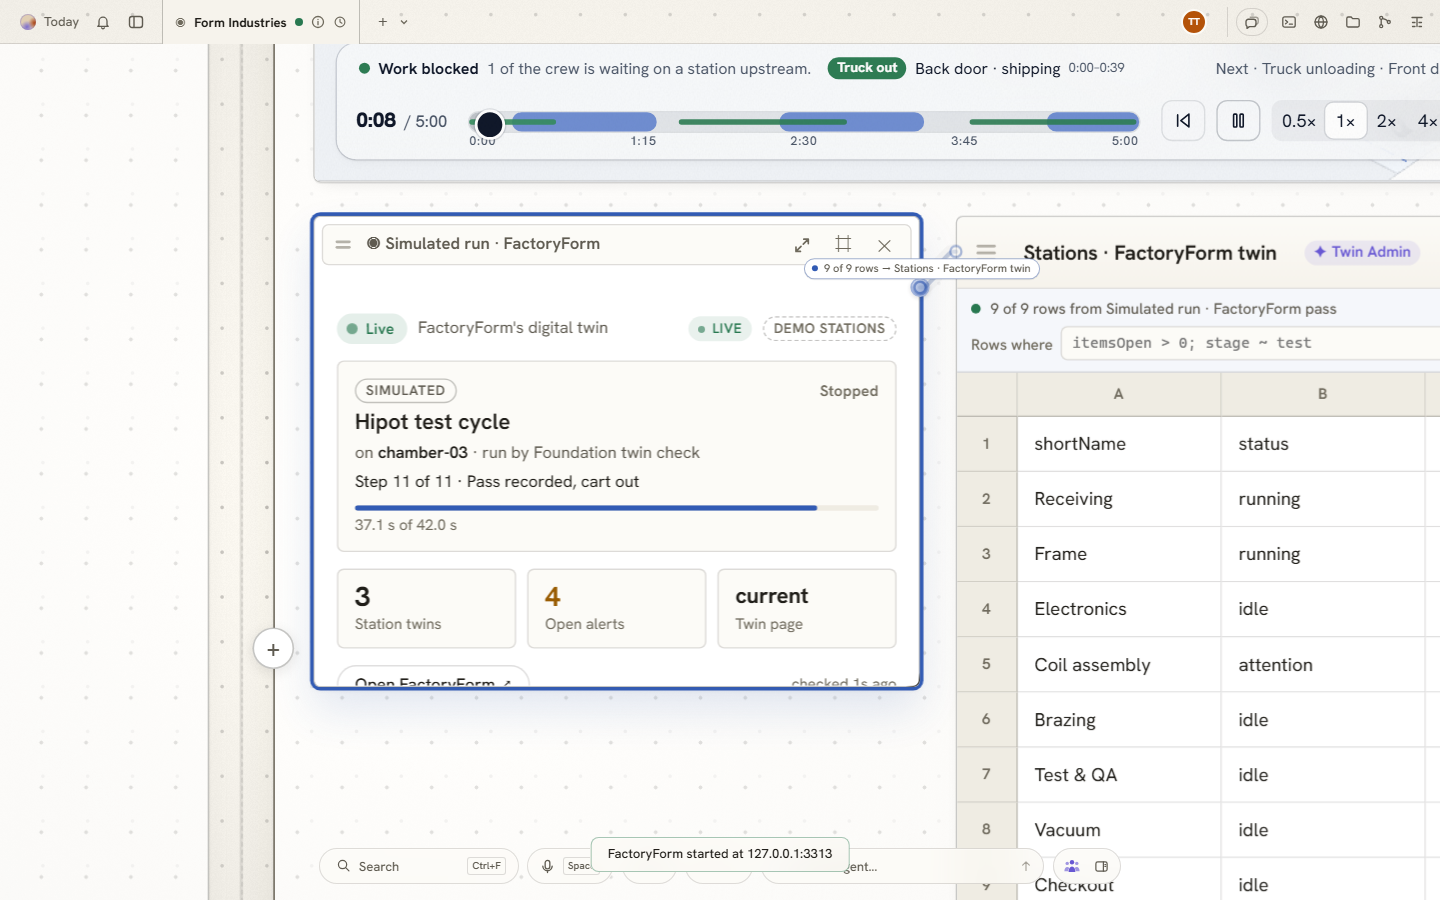 Today
Form Industries
TT
Work blocked 1 of the crew is waiting on a station upstream. Truck out Back door · shipping 0:00–0:39 Next · Truck unloading · Front d
0:08 / 5:00
0:00 1:15 2:30 3:45 5:00
0.5× 1× 2× 4×
Simulated run · FactoryForm
9 of 9 rows → Stations · FactoryForm twin
Live FactoryForm's digital twin LIVE DEMO STATIONS
SIMULATED Stopped
Hipot test cycle
on chamber-03 · run by Foundation twin check
Step 11 of 11 · Pass recorded, cart out
37.1 s of 42.0 s
3
Station twins
4
Open alerts
current
Twin page
Open FactoryForm ↗ checked 1s ago
Stations · FactoryForm twin Twin Admin
9 of 9 rows from Simulated run · FactoryForm pass
Rows where itemsOpen > 0; stage ~ test
A B
1 shortName status
2 Receiving running
3 Frame running
4 Electronics idle
5 Coil assembly attention
6 Brazing idle
7 Test & QA idle
8 Vacuum idle
9 Checkout idle
FactoryForm started at 127.0.0.1:3313
Search Ctrl+F